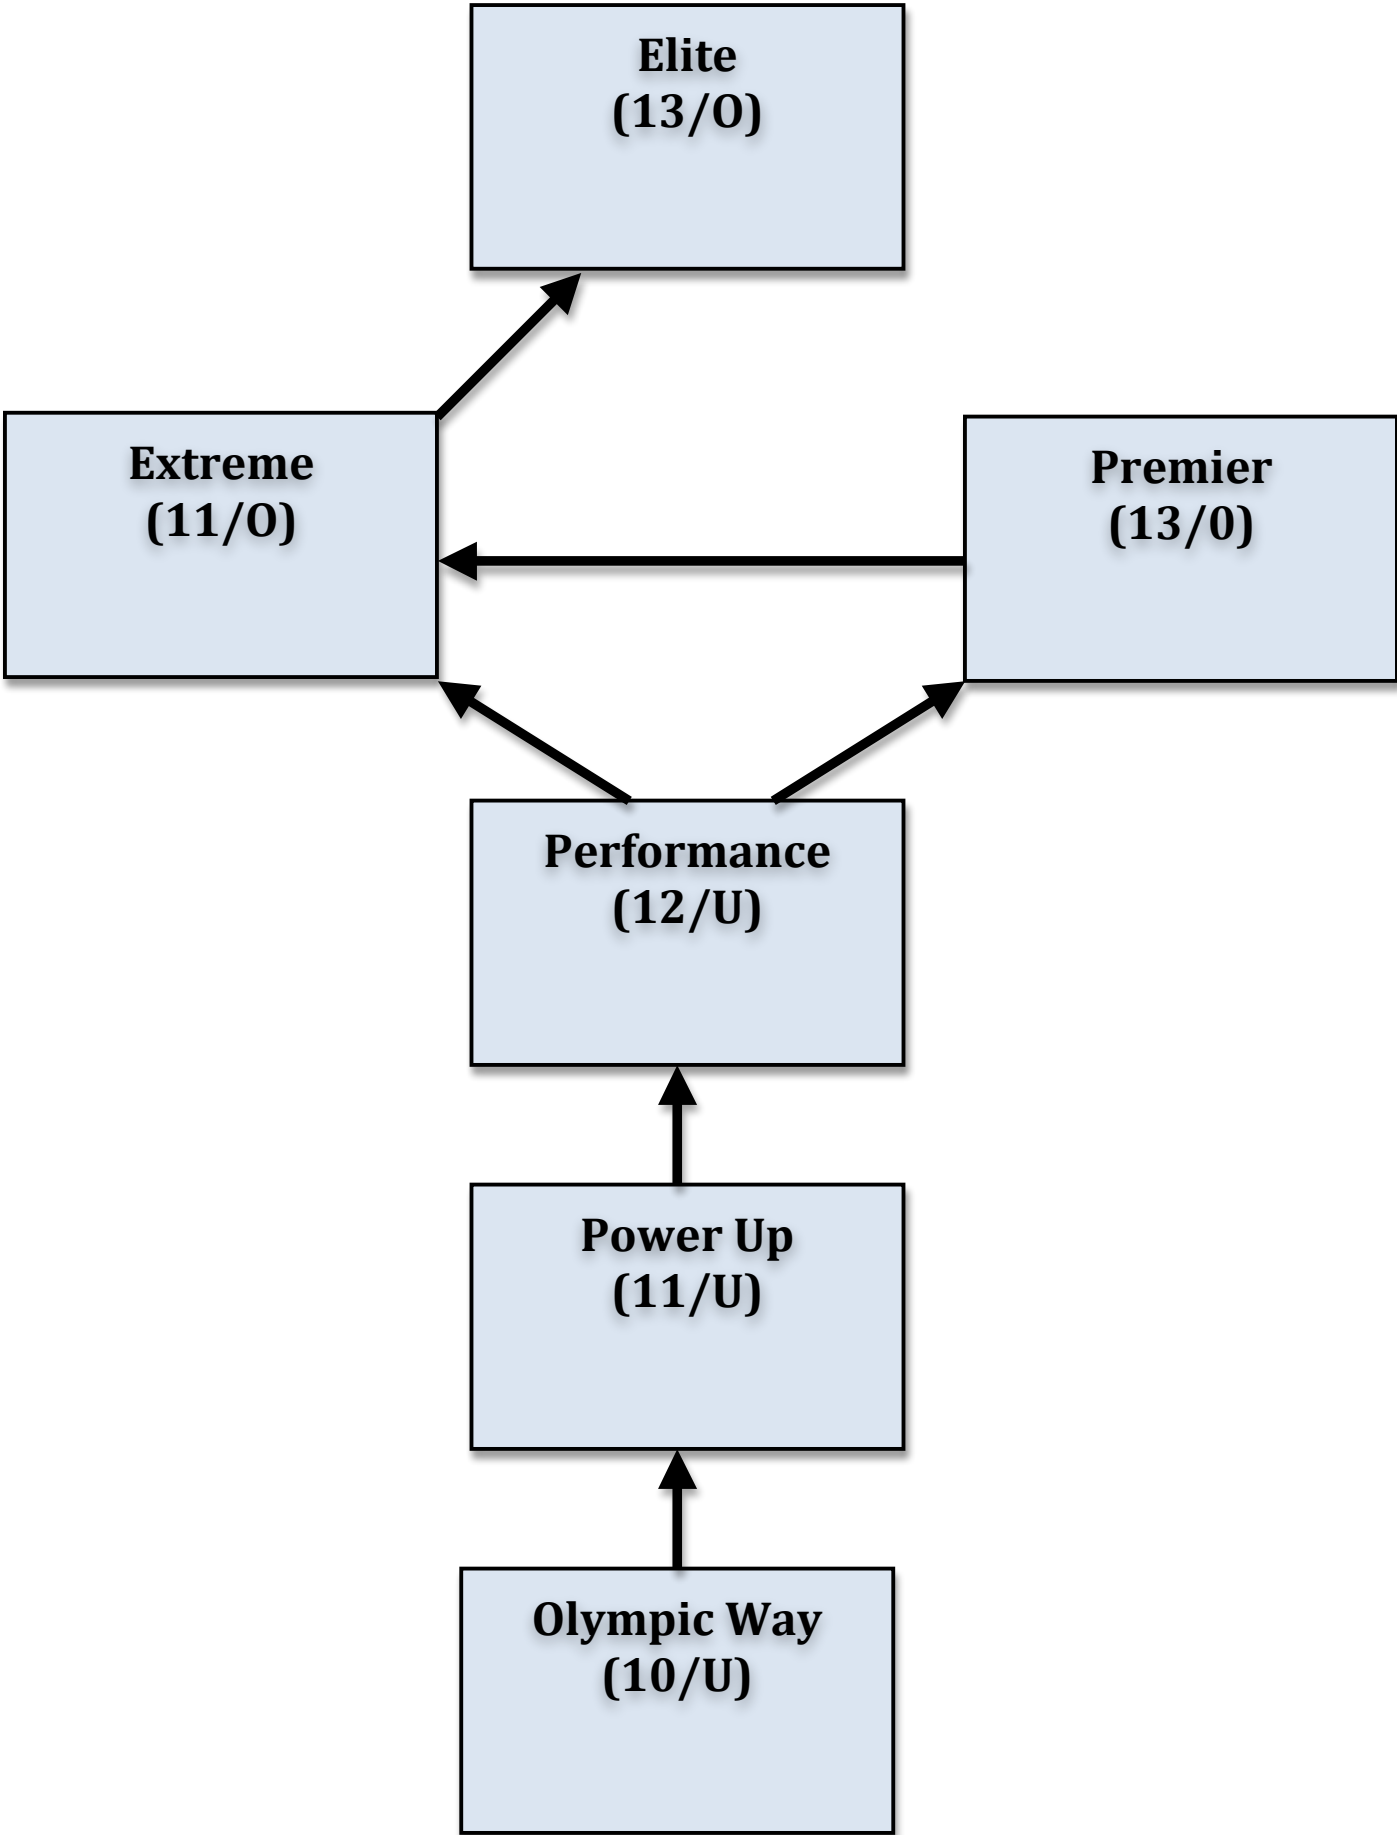 Elite
(13/O)
Extreme
(11/O)
Premier
(13/0)
Performance
(12/U)
Power Up
(11/U)
Olympic Way
(10/U)